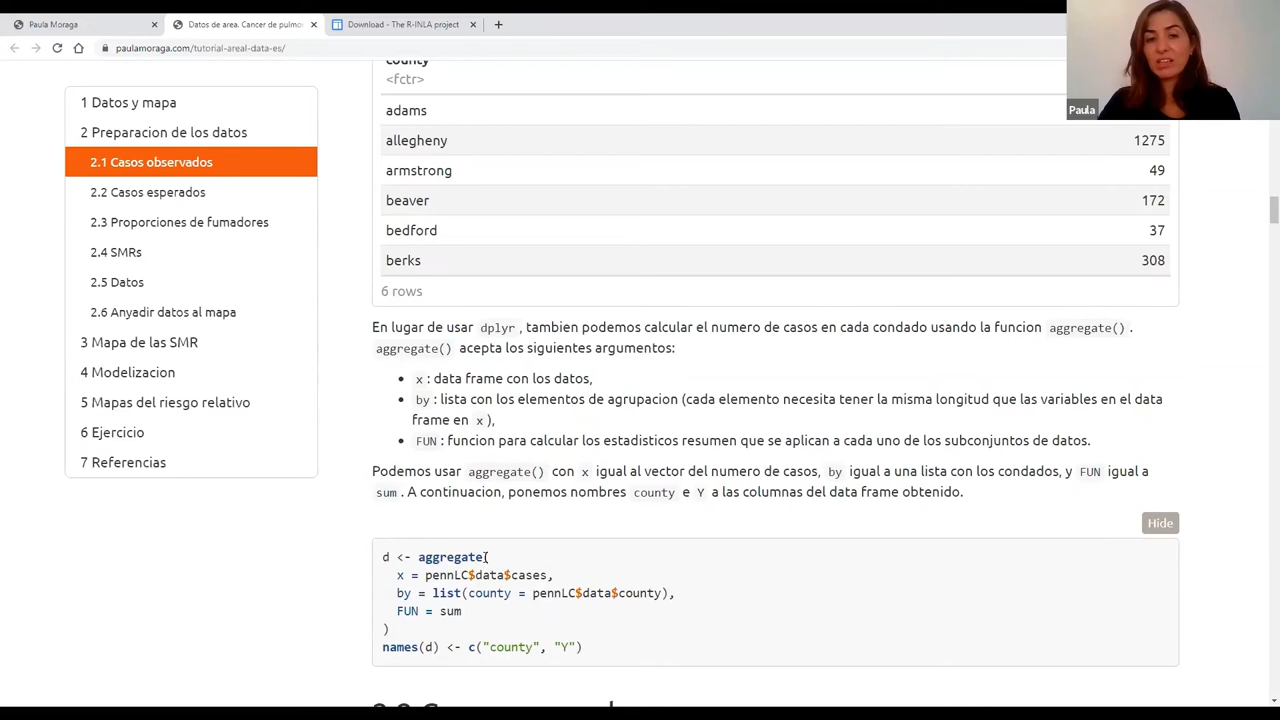 Paula Moraga
Datos de area. Cancer de pulmo
Download - The R-INLA project
paulamoraga.com/tutorial-areal-data-es/
Paula
1 Datos y mapa
2 Preparacion de los datos
2.1 Casos observados
2.2 Casos esperados
2.3 Proporciones de fumadores
2.4 SMRs
2.5 Datos
2.6 Anyadir datos al mapa
3 Mapa de las SMR
4 Modelizacion
5 Mapas del riesgo relativo
6 Ejercicio
7 Referencias
county
<fctr>
adams
allegheny 1275
armstrong 49
beaver 172
bedford 37
berks 308
6 rows
En lugar de usar dplyr , tambien podemos calcular el numero de casos en cada condado usando la funcion aggregate() .
aggregate() acepta los siguientes argumentos:
• x : data frame con los datos,
• by : lista con los elementos de agrupacion (cada elemento necesita tener la misma longitud que las variables en el data
frame en x ),
• FUN : funcion para calcular los estadisticos resumen que se aplican a cada uno de los subconjuntos de datos.
Podemos usar aggregate() con x igual al vector del numero de casos, by igual a una lista con los condados, y FUN igual a
sum . A continuacion, ponemos nombres county e Y a las columnas del data frame obtenido.
Hide
d <- aggregate(
x = pennLC$data$cases,
by = list(county = pennLC$data$county),
FUN = sum
)
names(d) <- c("county", "Y")